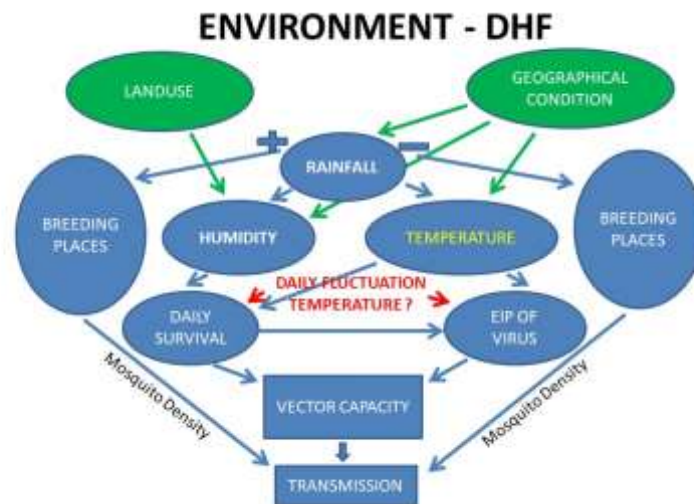 ENVIRONMENT - DHF
LANDUSE
GEOGRAPHICAL
CONDITION
RAINFALL
BREEDING
PLACES
HUMIDITY
TEMPERATURE
BREEDING
PLACES
DAILY FLUCTUATION
TEMPERATURE ?
DAILY
SURVIVAL
EIP OF
VIRUS
Mosquito Density
VECTOR CAPACITY
Mosquito Density
TRANSMISSION